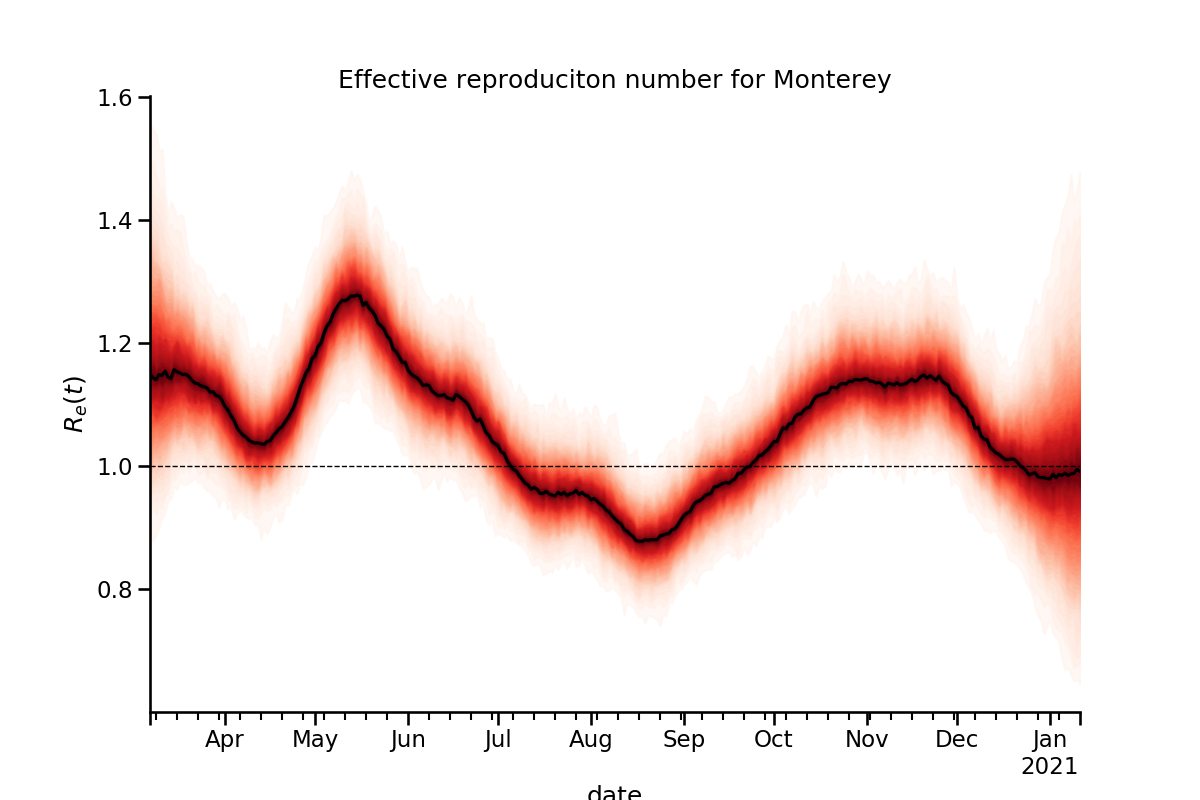 Effective reproduciton number for Monterey
1.6
1.4
1.2
1.0
0.8
R_e(t)
Apr May Jun Jul Aug Sep Oct Nov Dec Jan
2021
date